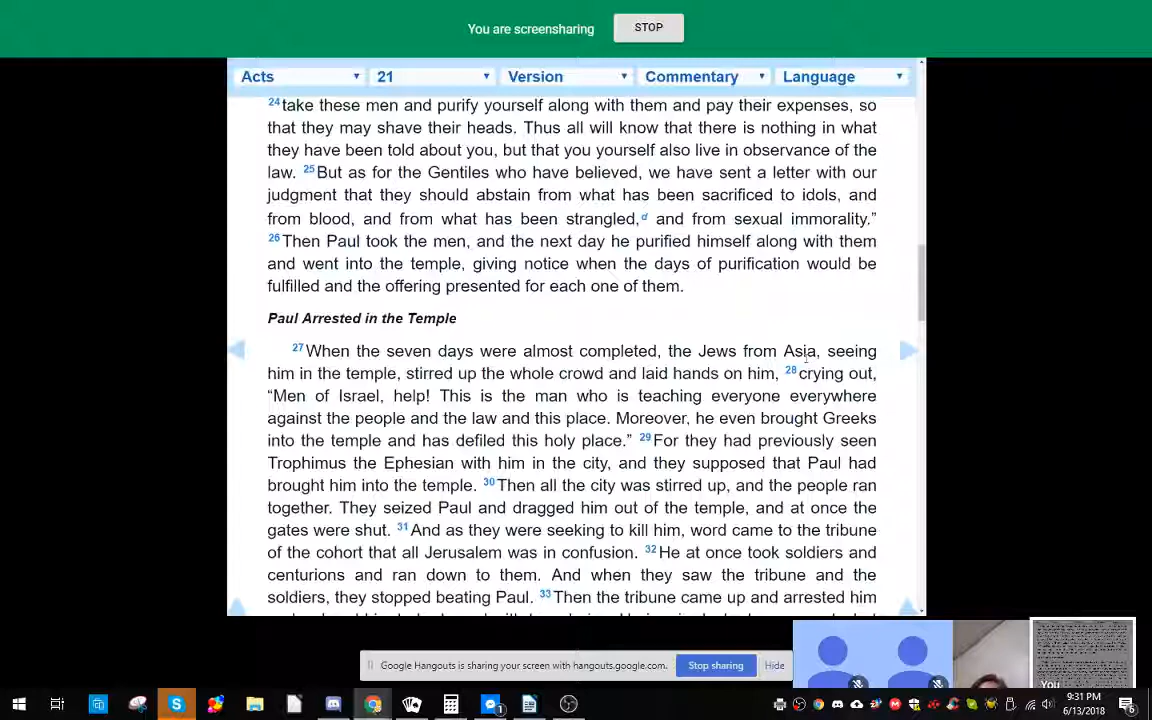 You are screensharing STOP
Acts 21 Version Commentary Language
24take these men and purify yourself along with them and pay their expenses, so
that they may shave their heads. Thus all will know that there is nothing in what
they have been told about you, but that you yourself also live in observance of the
law. 25But as for the Gentiles who have believed, we have sent a letter with our
judgment that they should abstain from what has been sacrificed to idols, and
from blood, and from what has been strangled,d and from sexual immorality.”
26Then Paul took the men, and the next day he purified himself along with them
and went into the temple, giving notice when the days of purification would be
fulfilled and the offering presented for each one of them.
Paul Arrested in the Temple
27When the seven days were almost completed, the Jews from Asia, seeing
him in the temple, stirred up the whole crowd and laid hands on him, 28crying out,
“Men of Israel, help! This is the man who is teaching everyone everywhere
against the people and the law and this place. Moreover, he even brought Greeks
into the temple and has defiled this holy place.” 29For they had previously seen
Trophimus the Ephesian with him in the city, and they supposed that Paul had
brought him into the temple. 30Then all the city was stirred up, and the people ran
together. They seized Paul and dragged him out of the temple, and at once the
gates were shut. 31And as they were seeking to kill him, word came to the tribune
of the cohort that all Jerusalem was in confusion. 32He at once took soldiers and
centurions and ran down to them. And when they saw the tribune and the
soldiers, they stopped beating Paul. 33Then the tribune came up and arrested him
Google Hangouts is sharing your screen with hangouts.google.com. Stop sharing Hide
You
9:31 PM
6/13/2018
1
6